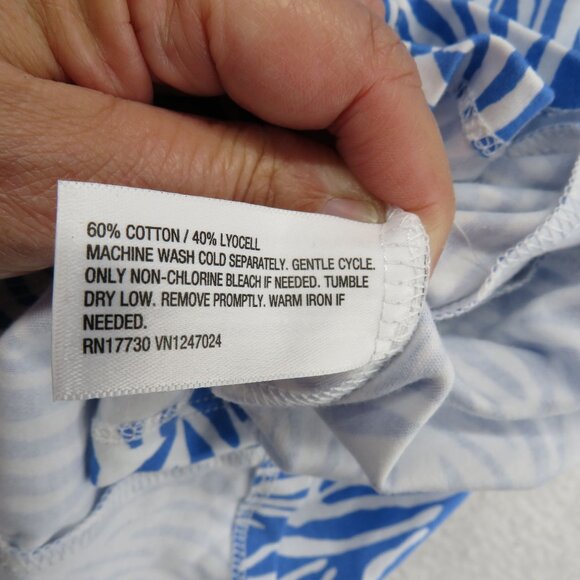 60% COTTON / 40% LYOCELL
MACHINE WASH COLD SEPARATELY. GENTLE CYCLE.
ONLY NON-CHLORINE BLEACH IF NEEDED. TUMBLE
DRY LOW. REMOVE PROMPTLY. WARM IRON IF
NEEDED.
RN17730 VN1247024